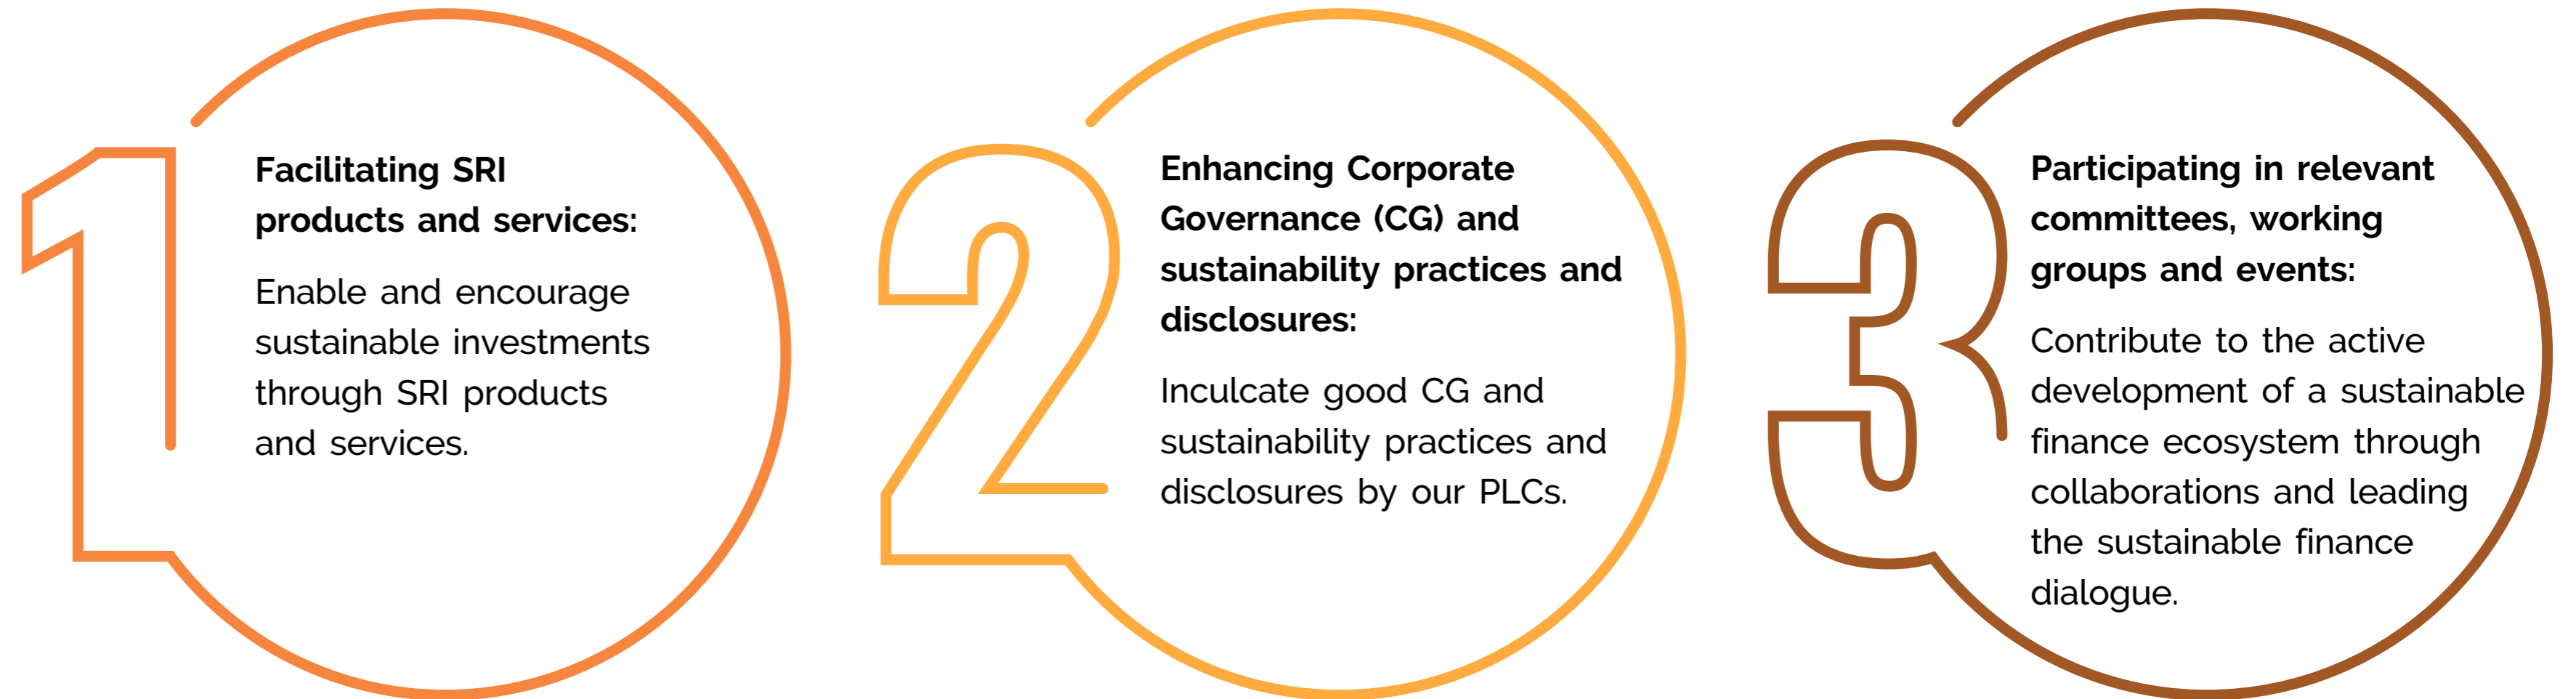 1
Facilitating SRI
products and services:
Enable and encourage
sustainable investments
through SRI products
and services.
2
Enhancing Corporate
Governance (CG) and
sustainability practices and
disclosures:
Inculcate good CG and
sustainability practices and
disclosures by our PLCs.
3
Participating in relevant
committees, working
groups and events:
Contribute to the active
development of a sustainable
finance ecosystem through
collaborations and leading
the sustainable finance
dialogue.